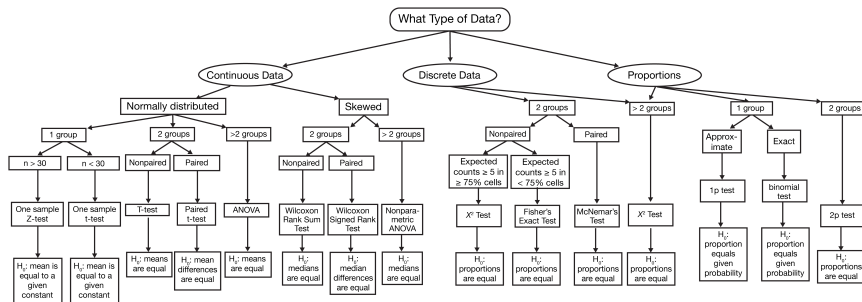 What Type of Data?
Continuous Data
Discrete Data
Proportions
Normally distributed
Skewed
2 groups
> 2 groups
1 group
2 groups
1 group
2 groups
>2 groups
2 groups
> 2 groups
Nonpaired
Paired
Approx-
imate
Exact
n > 30
n < 30
Nonpaired
Paired
Nonpaired
Paired
Expected
counts ≥ 5 in
≥ 75% cells
Expected
counts ≥ 5 in
< 75% cells
1p test
binomial
test
One sample
Z-test
One sample
t-test
T-test
Paired
t-test
ANOVA
Wilcoxon
Rank Sum
Test
Wilcoxon
Signed Rank
Test
Nonpara-
metric
ANOVA
X² Test
Fisher's
Exact Test
McNemar's
Test
X² Test
2p test
H₀: mean is
equal to a
given
constant
H₀: mean is
equal to a
given
constant
H₀: means
are equal
H₀: mean
differences
are equal
H₀: means
are equal
H₀:
medians are
equal
H₀: median
differences
are equal
H₀:
medians are
equal
H₀:
proportions
are equal
H₀:
proportions
are equal
H₀:
proportions
are equal
H₀:
proportions
are equal
H₀:
proportion
equals
given
probability
H₀:
proportion
equals
given
probability
H₀:
proportions
are equal